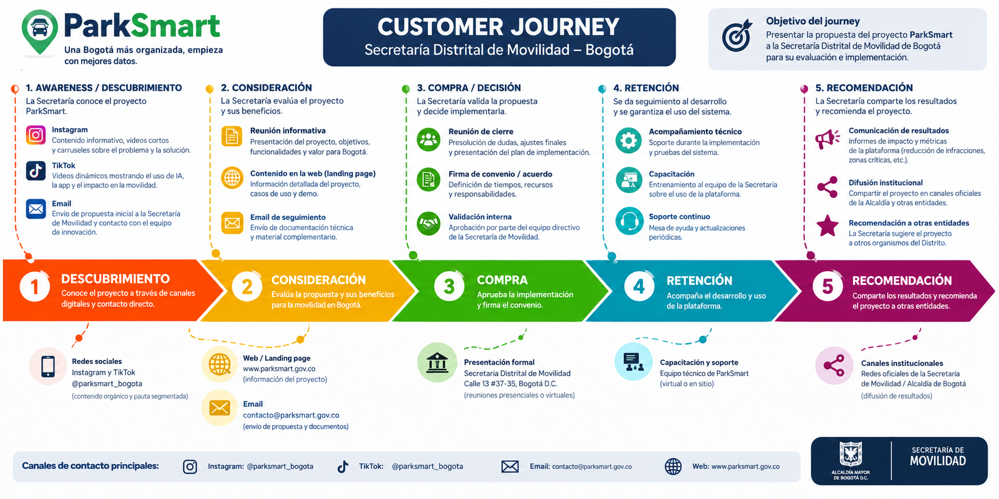 ParkSmart
Una Bogotá más organizada, empieza
con mejores datos.
CUSTOMER JOURNEY
Secretaría Distrital de Movilidad – Bogotá
Objetivo del journey
Presentar la propuesta del proyecto ParkSmart
a la Secretaría Distrital de Movilidad de Bogotá
para su evaluación e implementación.
1. AWARENESS / DESCUBRIMIENTO
La Secretaría conoce el proyecto
ParkSmart.
Instagram
Contenido informativo, videos cortos
y carruseles sobre el problema y la solución.
TikTok
Videos dinámicos mostrando el uso de IA,
la app y el impacto en la movilidad.
Email
Envío de propuesta inicial a la Secretaría
de Movilidad y contacto con el equipo
de innovación.
2. CONSIDERACIÓN
La Secretaría evalúa el proyecto
y sus beneficios.
Reunión informativa
Presentación del proyecto, objetivos,
funcionalidades y valor para Bogotá.
Contenido en la web (landing page)
Información detallada del proyecto,
casos de uso y demo.
Email de seguimiento
Envío de documentación técnica
y material complementario.
3. COMPRA / DECISIÓN
La Secretaría valida la propuesta
y decide implementarla.
Reunión de cierre
Presolución de dudas, ajustes finales
y presentación del plan de implementación.
Firma de convenio / acuerdo
Definición de tiempos, recursos
y responsabilidades.
Validación interna
Aprobación por parte del equipo directivo
de la Secretaría de Movilidad.
4. RETENCIÓN
Se da seguimiento al desarrollo
y se garantiza el uso del sistema.
Acompañamiento técnico
Soporte durante la implementación
y pruebas del sistema.
Capacitación
Entrenamiento al equipo de la Secretaría
sobre el uso de la plataforma.
Soporte continuo
Mesa de ayuda y actualizaciones
periódicas.
5. RECOMENDACIÓN
La Secretaría comparte los resultados
y recomienda el proyecto.
Comunicación de resultados
Informes de impacto y métricas
de la plataforma (reducción de infracciones,
zonas críticas, etc.).
Difusión institucional
Compartir el proyecto en canales oficiales
de la Alcaldía y otras entidades.
Recomendación a otras entidades
La Secretaría sugiere el proyecto
a otros organismos del Distrito.
1
DESCUBRIMIENTO
Conoce el proyecto a través de canales
digitales y contacto directo.
2
CONSIDERACIÓN
Evalúa la propuesta y sus beneficios
para la movilidad en Bogotá.
3
COMPRA
Aprueba la implementación
y firma el convenio.
4
RETENCIÓN
Acompaña el desarrollo y uso
de la plataforma.
5
RECOMENDACIÓN
Comparte los resultados y recomienda
el proyecto a otras entidades.
Redes sociales
Instagram y TikTok
@parksmart_bogota
(contenido orgánico y pauta segmentada)
Web / Landing page
www.parksmart.gov.co
(información del proyecto)
Email
contacto@parksmart.gov.co
(envío de propuesta y documentos)
Presentación formal
Secretaría Distrital de Movilidad
Calle 13 #37-35, Bogotá D.C.
(reuniones presenciales o virtuales)
Capacitación y soporte
Equipo técnico de ParkSmart
(virtual o en sitio)
Canales institucionales
Redes oficiales de la Secretaría
de Movilidad / Alcaldía de Bogotá
(difusión de resultados)
Canales de contacto principales:
Instagram: @parksmart_bogota
TikTok: @parksmart_bogota
Email: contacto@parksmart.gov.co
Web: www.parksmart.gov.co
ALCALDÍA MAYOR
DE BOGOTÁ D.C.
SECRETARÍA DE
MOVILIDAD